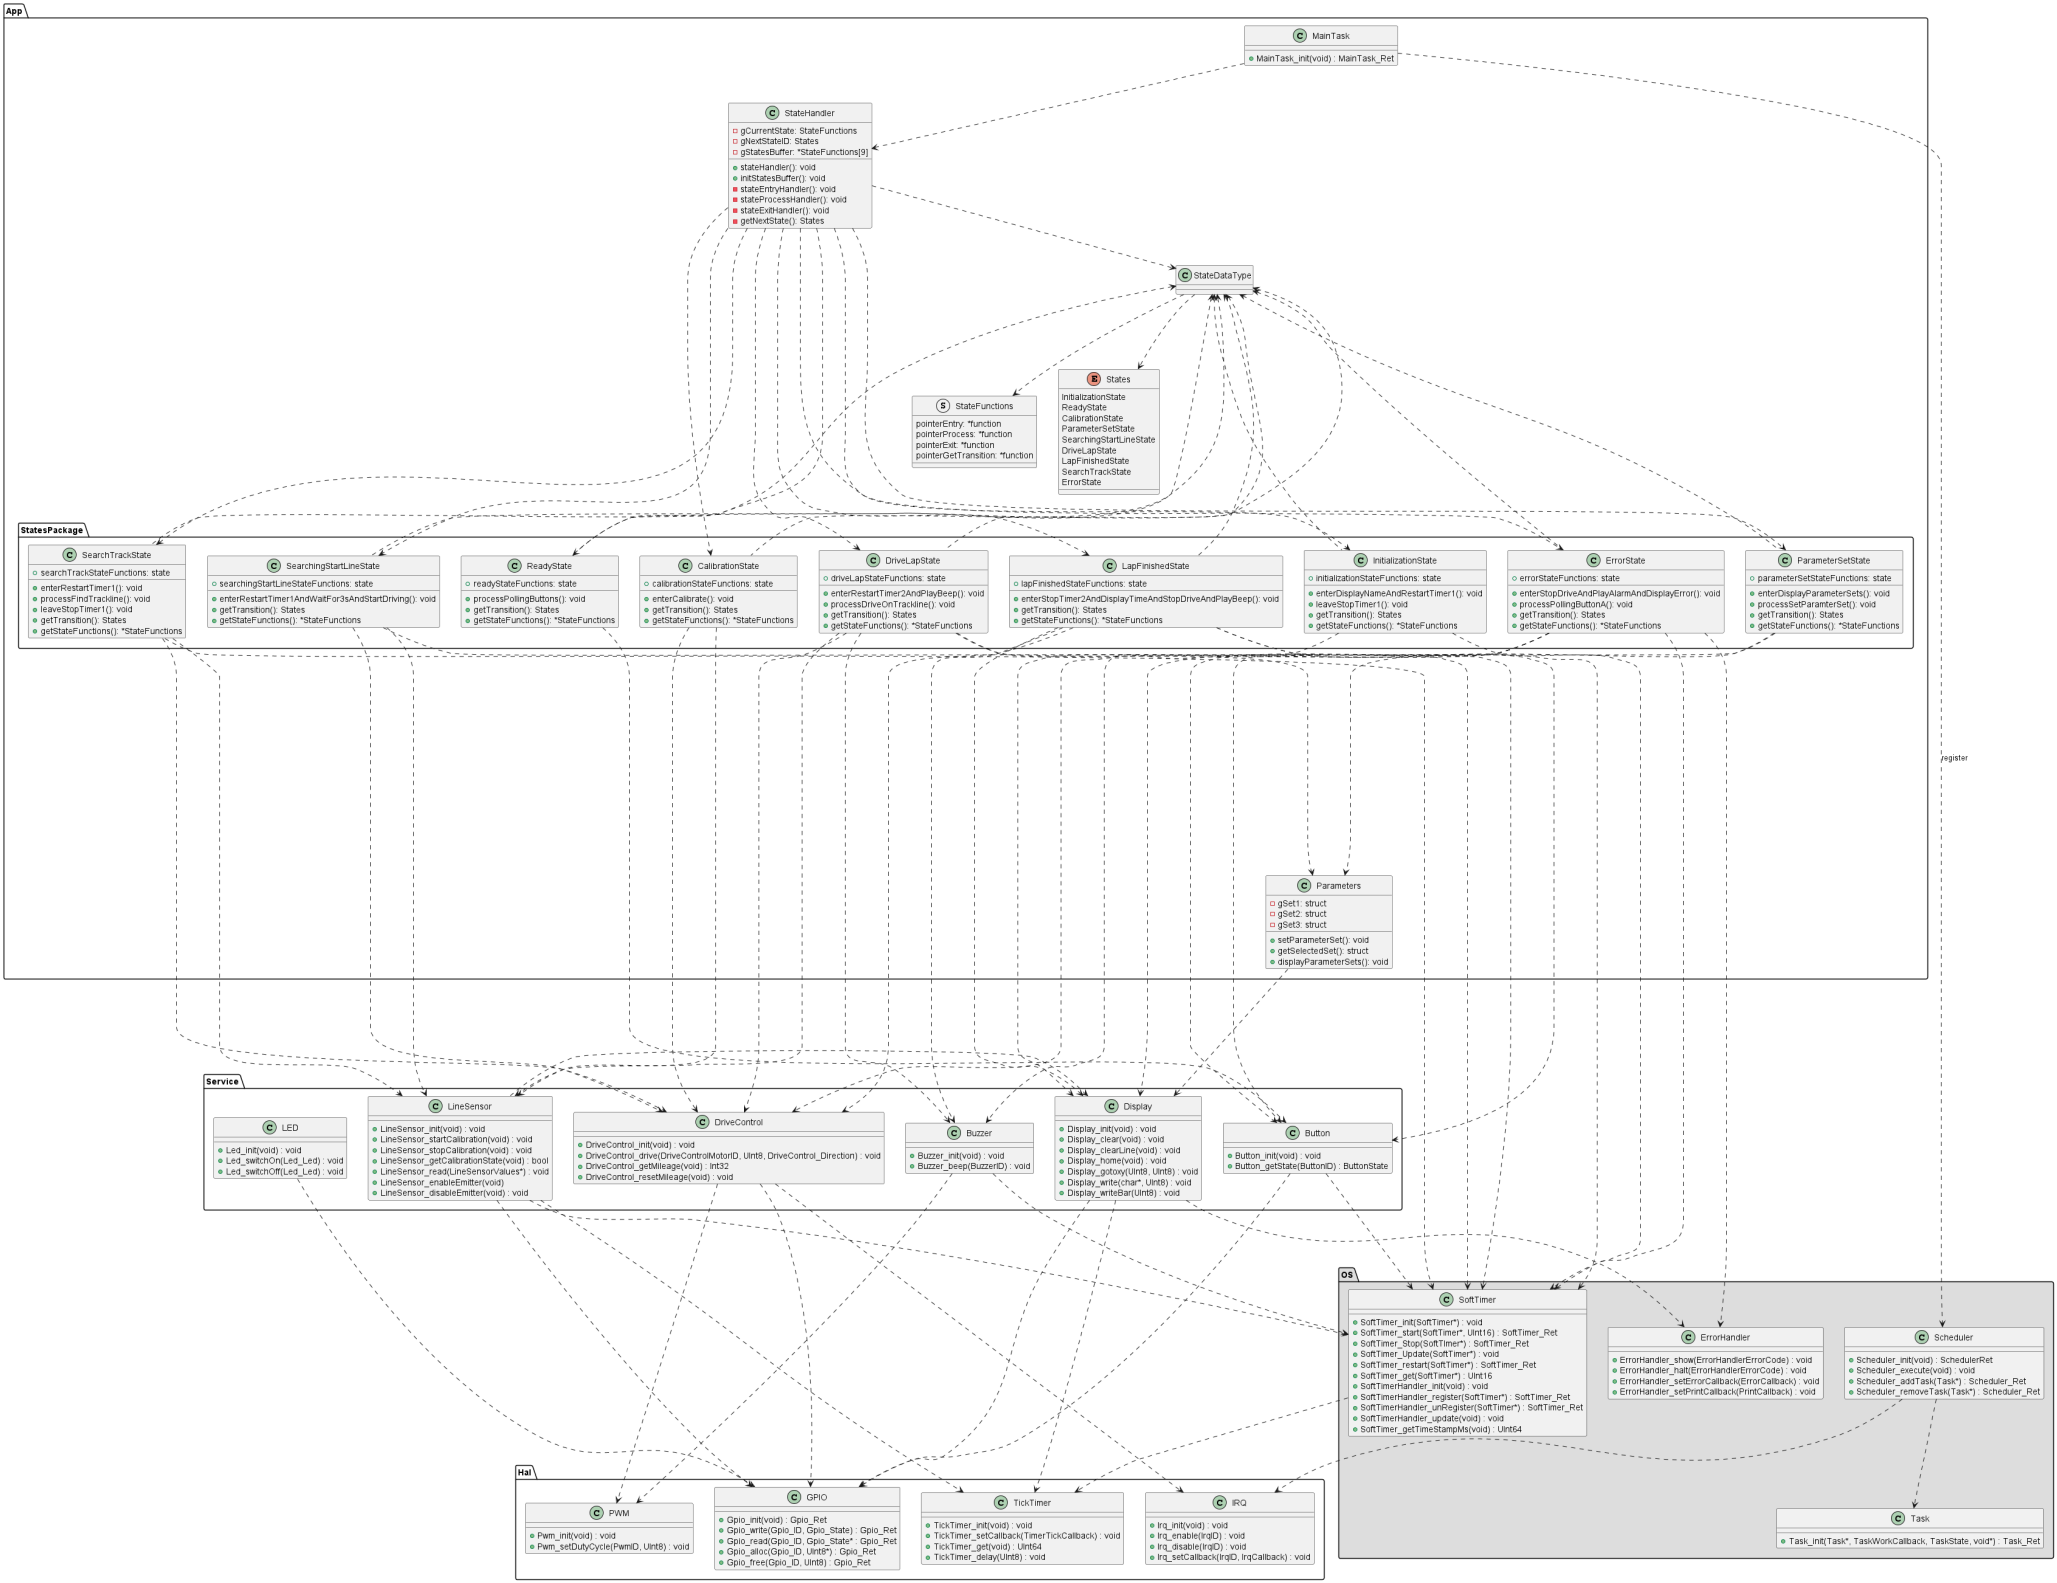 App
C MainTask
MainTask_init(void) : MainTask_Ret
C StateHandler
gCurrentState: StateFunctions
gNextStateID: States
gStatesBuffer: *StateFunctions[9]
stateHandler(): void
initStatesBuffer(): void
stateEntryHandler(): void
stateProcessHandler(): void
stateExitHandler(): void
getNextState(): States
C StateDataType
S StateFunctions
pointerEntry: *function
pointerProcess: *function
pointerExit: *function
pointerGetTransition: *function
E States
InitializationState
ReadyState
CalibrationState
ParameterSetState
SearchingStartLineState
DriveLapState
LapFinishedState
SearchTrackState
ErrorState
StatesPackage
C SearchTrackState
searchTrackStateFunctions: state
enterRestartTimer1(): void
processFindTrackline(): void
leaveStopTimer1(): void
getTransition(): States
getStateFunctions(): *StateFunctions
C SearchingStartLineState
searchingStartLineStateFunctions: state
enterRestartTimer1AndWaitFor3sAndStartDriving(): void
getTransition(): States
getStateFunctions(): *StateFunctions
C ReadyState
readyStateFunctions: state
processPollingButtons(): void
getTransition(): States
getStateFunctions(): *StateFunctions
C CalibrationState
calibrationStateFunctions: state
enterCalibrate(): void
getTransition(): States
getStateFunctions(): *StateFunctions
C DriveLapState
driveLapStateFunctions: state
enterRestartTimer2AndPlayBeep(): void
processDriveOnTrackline(): void
getTransition(): States
getStateFunctions(): *StateFunctions
C LapFinishedState
lapFinishedStateFunctions: state
enterStopTimer2AndDisplayTimeAndStopDriveAndPlayBeep(): void
getTransition(): States
getStateFunctions(): *StateFunctions
C InitializationState
initializationStateFunctions: state
enterDisplayNameAndRestartTimer1(): void
leaveStopTimer1(): void
getTransition(): States
getStateFunctions(): *StateFunctions
C ErrorState
errorStateFunctions: state
enterStopDriveAndPlayAlarmAndDisplayError(): void
processPollingButtonA(): void
getTransition(): States
getStateFunctions(): *StateFunctions
C ParameterSetState
parameterSetStateFunctions: state
enterDisplayParameterSets(): void
processSetParamterSet(): void
getTransition(): States
getStateFunctions(): *StateFunctions
register
C Parameters
gSet1: struct
gSet2: struct
gSet3: struct
setParameterSet(): void
getSelectedSet(): struct
displayParameterSets(): void
Service
C LED
Led_init(void) : void
Led_switchOn(Led_Led) : void
Led_switchOff(Led_Led) : void
C LineSensor
LineSensor_init(void) : void
LineSensor_startCalibration(void) : void
LineSensor_stopCalibration(void) : void
LineSensor_getCalibrationState(void) : bool
LineSensor_read(LineSensorValues*) : void
LineSensor_enableEmitter(void)
LineSensor_disableEmitter(void) : void
C DriveControl
DriveControl_init(void) : void
DriveControl_drive(DriveControlMotorID, UInt8, DriveControl_Direction) : void
DriveControl_getMileage(void) : Int32
DriveControl_resetMileage(void) : void
C Buzzer
Buzzer_init(void) : void
Buzzer_beep(BuzzerID) : void
C Display
Display_init(void) : void
Display_clear(void) : void
Display_clearLine(void) : void
Display_home(void) : void
Display_gotoxy(UInt8, UInt8) : void
Display_write(char*, UInt8) : void
Display_writeBar(UInt8) : void
C Button
Button_init(void) : void
Button_getState(ButtonID) : ButtonState
OS
C SoftTimer
SoftTimer_init(SoftTimer*) : void
SoftTimer_start(SoftTimer*, UInt16) : SoftTimer_Ret
SoftTimer_Stop(SoftTImer*) : SoftTimer_Ret
SoftTimer_Update(SoftTimer*) : void
SoftTimer_restart(SoftTimer*) : SoftTimer_Ret
SoftTimer_get(SoftTimer*) : UInt16
SoftTimerHandler_init(void) : void
SoftTimerHandler_register(SoftTimer*) : SoftTimer_Ret
SoftTimerHandler_unRegister(SoftTimer*) : SoftTimer_Ret
SoftTimerHandler_update(void) : void
SoftTimer_getTimeStampMs(void) : UInt64
C ErrorHandler
ErrorHandler_show(ErrorHandlerErrorCode) : void
ErrorHandler_halt(ErrorHandlerErrorCode) : void
ErrorHandler_setErrorCallback(ErrorCallback) : void
ErrorHandler_setPrintCallback(PrintCallback) : void
C Scheduler
Scheduler_init(void) : SchedulerRet
Scheduler_execute(void) : void
Scheduler_addTask(Task*) : Scheduler_Ret
Scheduler_removeTask(Task*) : Scheduler_Ret
C Task
Task_init(Task*, TaskWorkCallback, TaskState, void*) : Task_Ret
Hal
C PWM
Pwm_init(void) : void
Pwm_setDutyCycle(PwmID, UInt8) : void
C GPIO
Gpio_init(void) : Gpio_Ret
Gpio_write(Gpio_ID, Gpio_State) : Gpio_Ret
Gpio_read(Gpio_ID, Gpio_State* : Gpio_Ret
Gpio_alloc(Gpio_ID, UInt8*) : Gpio_Ret
Gpio_free(Gpio_ID, UInt8) : Gpio_Ret
C TickTimer
TickTimer_init(void) : void
TickTimer_setCallback(TimerTickCallback) : void
TickTimer_get(void) : UInt64
TickTimer_delay(UInt8) : void
C IRQ
Irq_init(void) : void
Irq_enable(IrqID) : void
Irq_disable(IrqID) : void
Irq_setCallback(IrqID, IrqCallback) : void